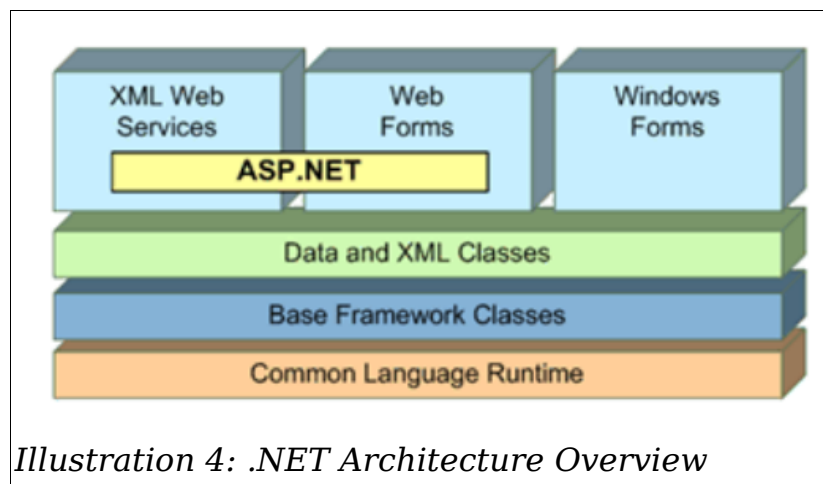 XML Web
Services
Web
Forms
Windows
Forms
ASP.NET
Data and XML Classes
Base Framework Classes
Common Language Runtime
Illustration 4: .NET Architecture Overview